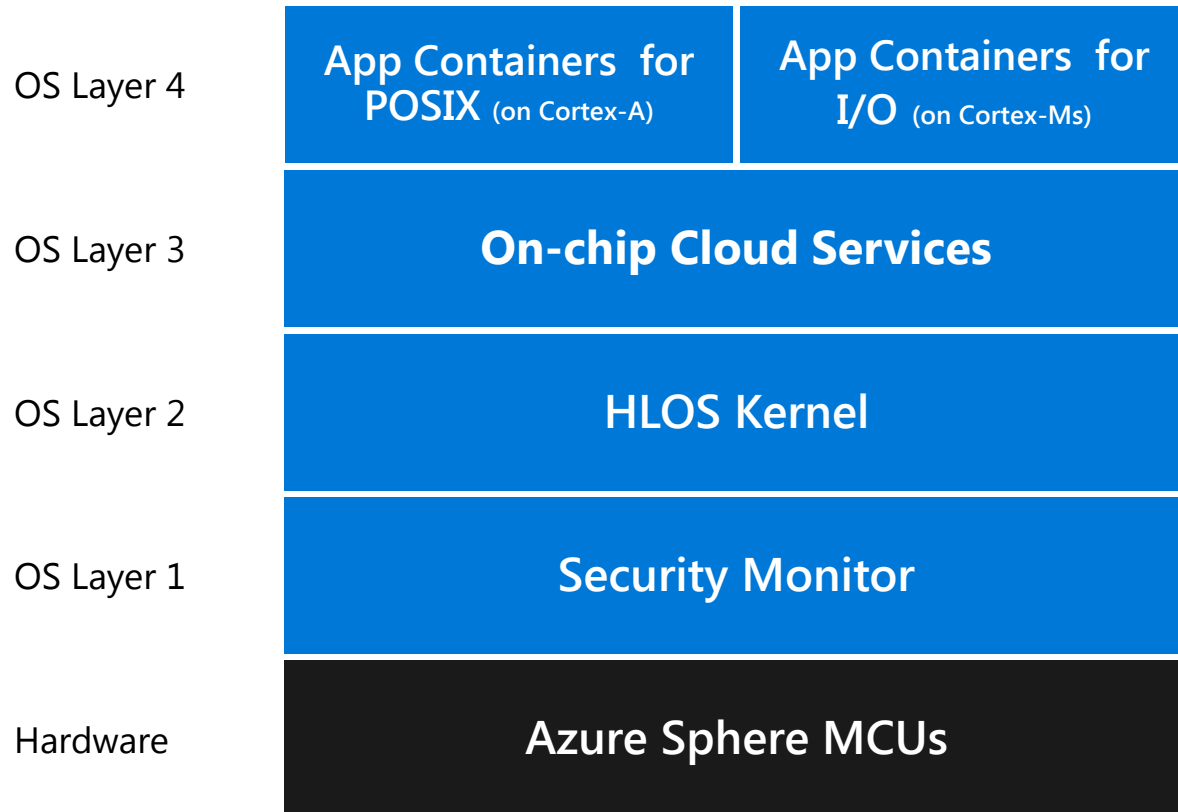 OS Layer 4
App Containers for
POSIX (on Cortex-A)
App Containers for
I/O (on Cortex-Ms)
OS Layer 3
On-chip Cloud Services
OS Layer 2
HLOS Kernel
OS Layer 1
Security Monitor
Hardware
Azure Sphere MCUs